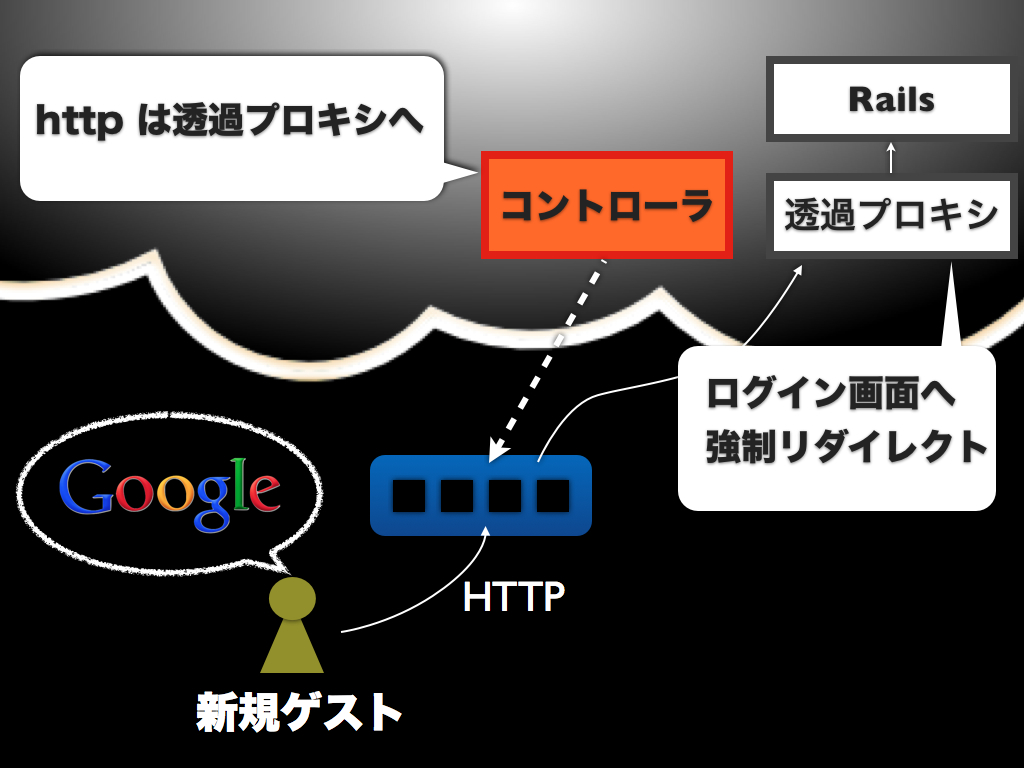 http は透過プロキシへ
Rails
コントローラ
透過プロキシ
ログイン画面へ
強制リダイレクト
Google
HTTP
新規ゲスト